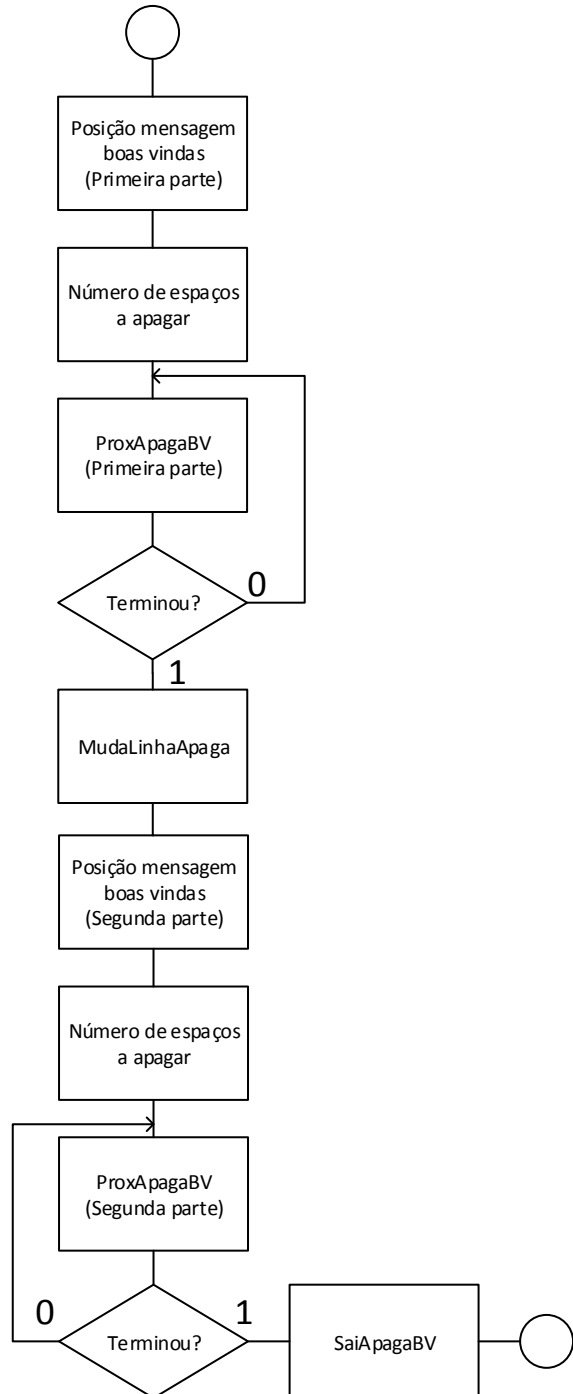 Posição mensagem
boas vindas
(Primeira parte)
Número de espaços
a apagar
ProxApagaBV
(Primeira parte)
Terminou?
0
1
MudaLinhaApaga
Posição mensagem
boas vindas
(Segunda parte)
Número de espaços
a apagar
ProxApagaBV
(Segunda parte)
Terminou?
0
1
SaiApagaBV